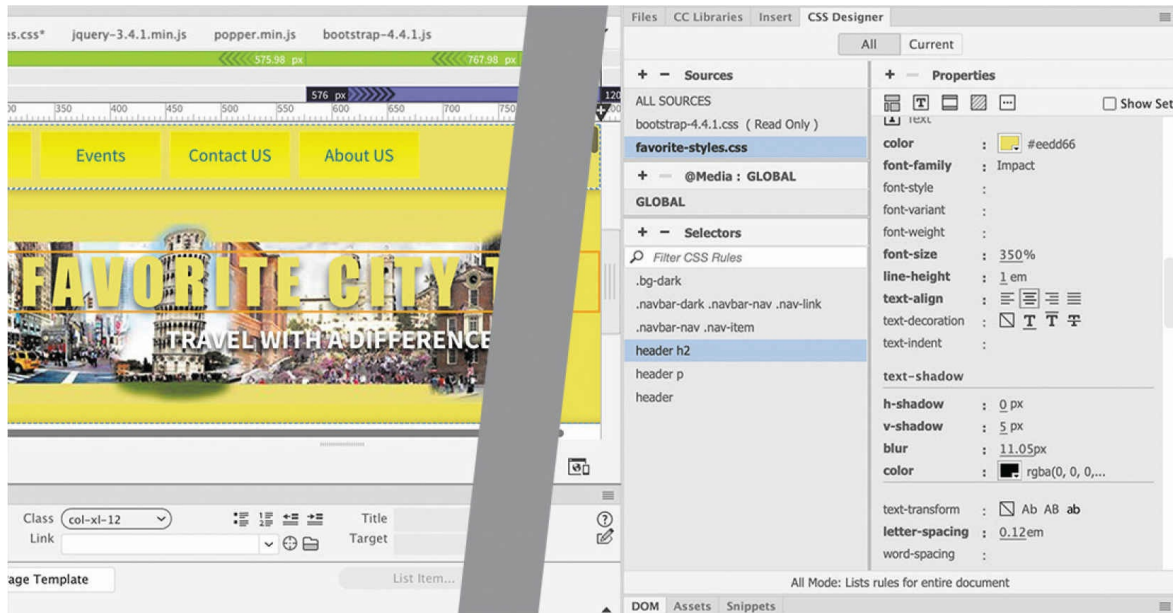 es.css* jquery-3.4.1.min.js popper.min.js bootstrap-4.4.1.js
575.98 px 767.98 px
576 px 120
300 350 400 450 500 550 600 650 700 750
Events Contact US About US
FAVORITE CITY T
TRAVEL WITH A DIFFERENCE
Class col-xl-12 Title
Link Target
age Template List Item...
Files CC Libraries Insert CSS Designer
All Current
+ − Sources
ALL SOURCES
bootstrap-4.4.1.css ( Read Only )
favorite-styles.css
+ − @Media : GLOBAL
GLOBAL
+ − Selectors
Filter CSS Rules
.bg-dark
.navbar-dark .navbar-nav .nav-link
.navbar-nav .nav-item
header h2
header p
header
+ − Properties
Show Set
Text
color : #eedd66
font-family : Impact
font-style :
font-variant :
font-weight :
font-size : 350%
line-height : 1 em
text-align :
text-decoration : T T T
text-indent :
text-shadow
h-shadow : 0 px
v-shadow : 5 px
blur : 11.05px
color : rgba(0, 0, 0,...
text-transform : Ab AB ab
letter-spacing : 0.12em
word-spacing :
All Mode: Lists rules for entire document
DOM Assets Snippets